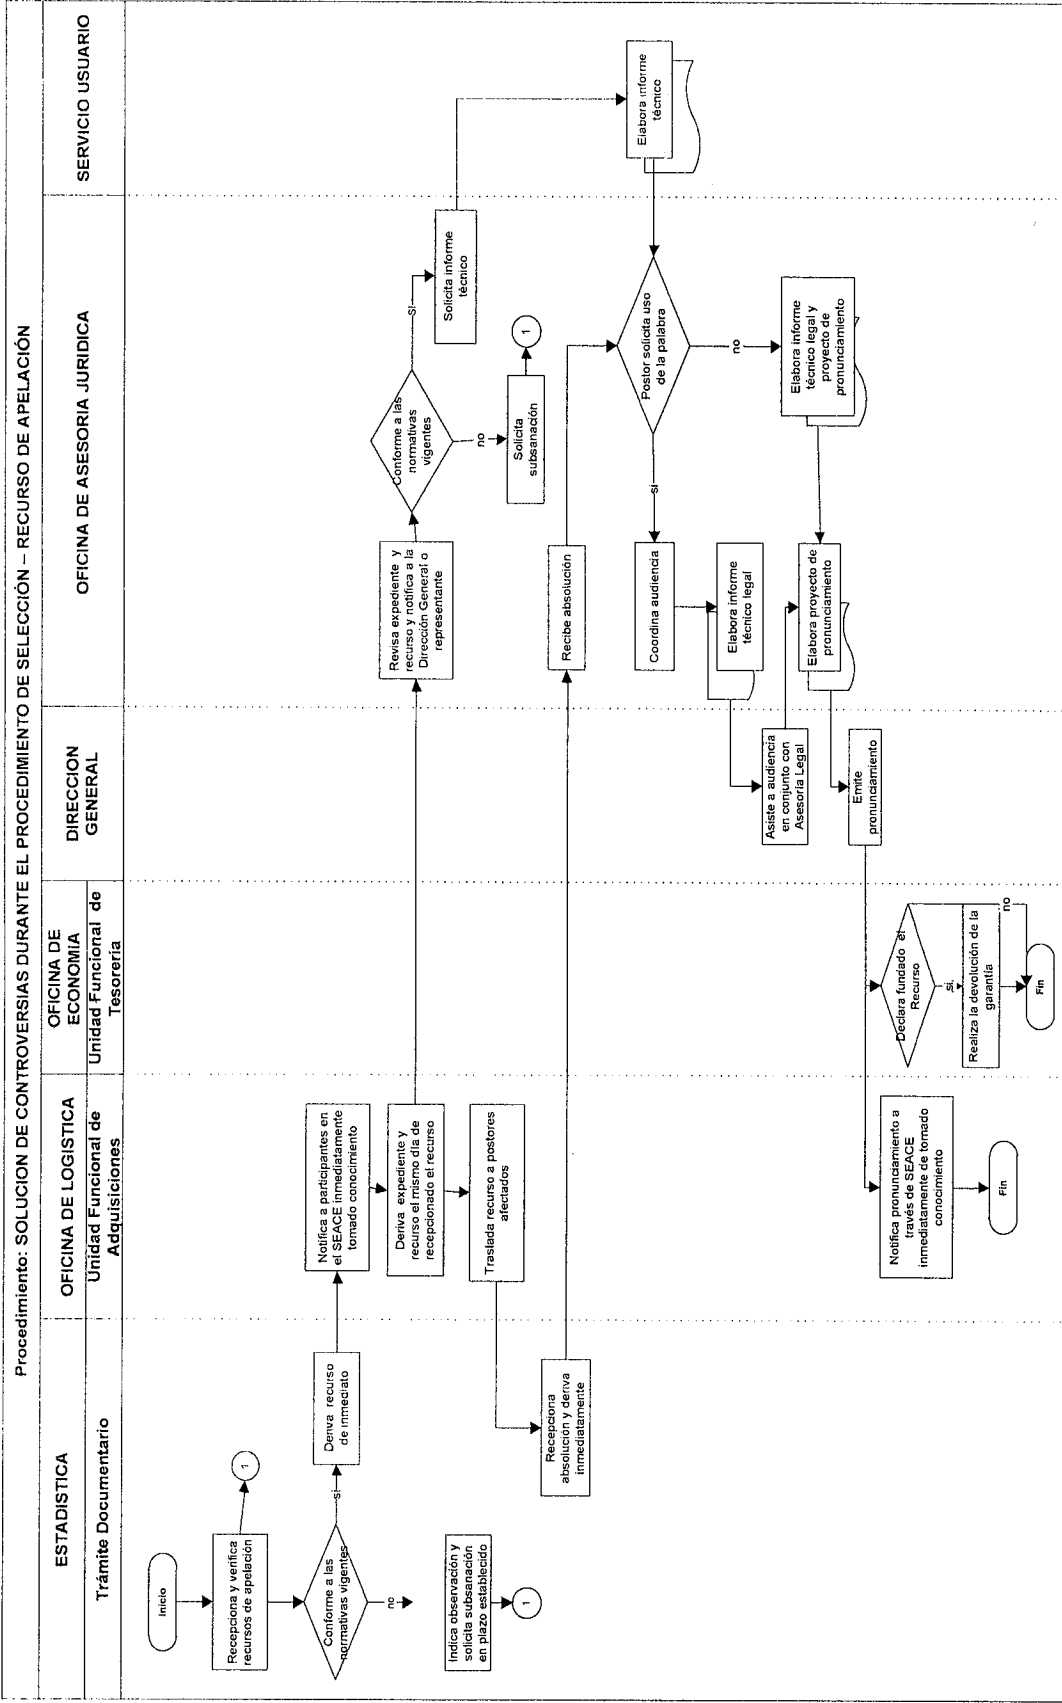 Procedimiento: SOLUCION DE CONTROVERSIAS DURANTE EL PROCEDIMIENTO DE SELECCIÓN – RECURSO DE APELACIÓN
ESTADISTICA
Trámite Documentario
OFICINA DE LOGISTICA
Unidad Funcional de
Adquisiciones
OFICINA DE
ECONOMIA
Unidad Funcional de
Tesorería
DIRECCION
GENERAL
OFICINA DE ASESORIA JURIDICA
SERVICIO USUARIO
Inicio
Recepciona y verifica
recursos de apelación
1
Conforme a las
normativas vigentes
si
no
Indica observación y
solicita subsanación
en plazo establecido
1
Deriva recurso
de inmediato
Notifica a participantes en
el SEACE inmediatamente
tomado conocimiento
Deriva expediente y
recurso el mismo día de
recepcionado el recurso
Traslada recurso a postores
afectados
Recepciona
absolución y deriva
inmediatamente
Revisa expediente y
recurso y notifica a la
Dirección General o
representante
Conforme a las
normativas
vigentes
si
no
Solicita
subsanación
1
Solicita informe
técnico
Elabora informe
técnico
Recibe absolución
Postor solicita uso
de la palabra
si
no
Coordina audiencia
Elabora informe
técnico legal
Elabora informe
técnico legal y
proyecto de
pronunciamiento
Asiste a audiencia
en conjunto con
Asesoría Legal
Elabora proyecto de
pronunciamiento
Emite
pronunciamiento
Declara fundado el
Recurso
si
no
Realiza la devolución de la
garantía
Fin
Notifica pronunciamiento a
través de SEACE
inmediatamente de tomado
conocimiento
Fin